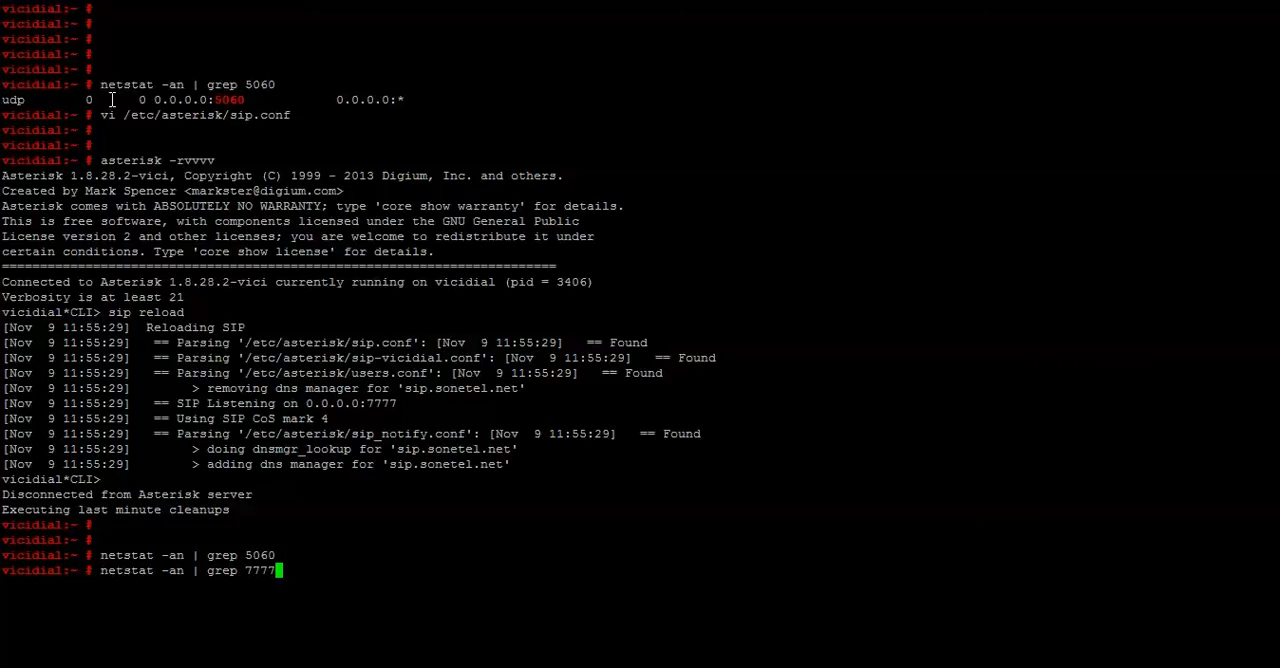 vicidial:~ #
vicidial:~ #
vicidial:~ #
vicidial:~ #
vicidial:~ #
vicidial:~ # netstat -an | grep 5060
udp        0      0 0.0.0.0:5060            0.0.0.0:*
vicidial:~ # vi /etc/asterisk/sip.conf
vicidial:~ #
vicidial:~ #
vicidial:~ # asterisk -rvvvv
Asterisk 1.8.28.2-vici, Copyright (C) 1999 - 2013 Digium, Inc. and others.
Created by Mark Spencer <markster@digium.com>
Asterisk comes with ABSOLUTELY NO WARRANTY; type 'core show warranty' for details.
This is free software, with components licensed under the GNU General Public
License version 2 and other licenses; you are welcome to redistribute it under
certain conditions. Type 'core show license' for details.
=========================================================================
Connected to Asterisk 1.8.28.2-vici currently running on vicidial (pid = 3406)
Verbosity is at least 21
vicidial*CLI> sip reload
[Nov  9 11:55:29]  Reloading SIP
[Nov  9 11:55:29]   == Parsing '/etc/asterisk/sip.conf': [Nov  9 11:55:29]   == Found
[Nov  9 11:55:29]   == Parsing '/etc/asterisk/sip-vicidial.conf': [Nov  9 11:55:29]   == Found
[Nov  9 11:55:29]   == Parsing '/etc/asterisk/users.conf': [Nov  9 11:55:29]   == Found
[Nov  9 11:55:29]        > removing dns manager for 'sip.sonetel.net'
[Nov  9 11:55:29]   == SIP Listening on 0.0.0.0:7777
[Nov  9 11:55:29]   == Using SIP CoS mark 4
[Nov  9 11:55:29]   == Parsing '/etc/asterisk/sip_notify.conf': [Nov  9 11:55:29]   == Found
[Nov  9 11:55:29]        > doing dnsmgr_lookup for 'sip.sonetel.net'
[Nov  9 11:55:29]        > adding dns manager for 'sip.sonetel.net'
vicidial*CLI>
Disconnected from Asterisk server
Executing last minute cleanups
vicidial:~ #
vicidial:~ #
vicidial:~ # netstat -an | grep 5060
vicidial:~ # netstat -an | grep 7777